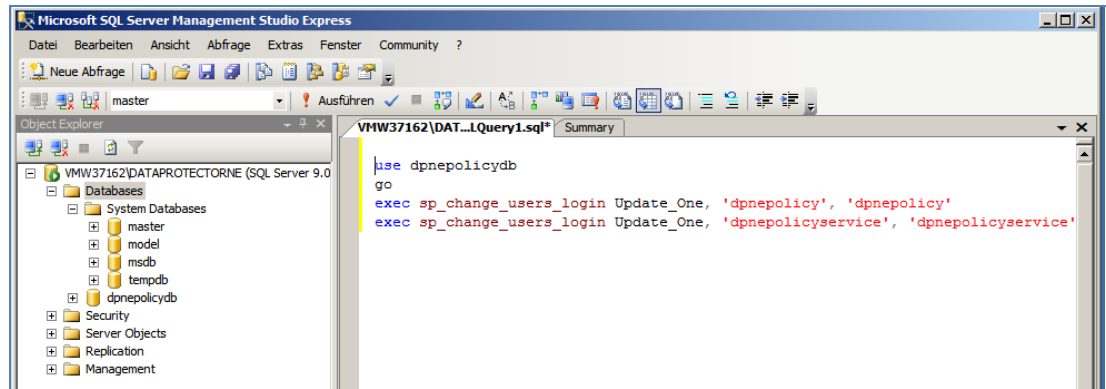 Microsoft SQL Server Management Studio Express
Datei Bearbeiten Ansicht Abfrage Extras Fenster Community ?
Neue Abfrage
master Ausführen
Object Explorer
VMW37162\DAT...LQuery1.sql* Summary
VMW37162\DATAPROTECTORNE (SQL Server 9.0
Databases
System Databases
master
model
msdb
tempdb
dpnepolicydb
Security
Server Objects
Replication
Management
use dpnepolicydb
go
exec sp_change_users_login Update_One, 'dpnepolicy', 'dpnepolicy'
exec sp_change_users_login Update_One, 'dpnepolicyservice', 'dpnepolicyservice'